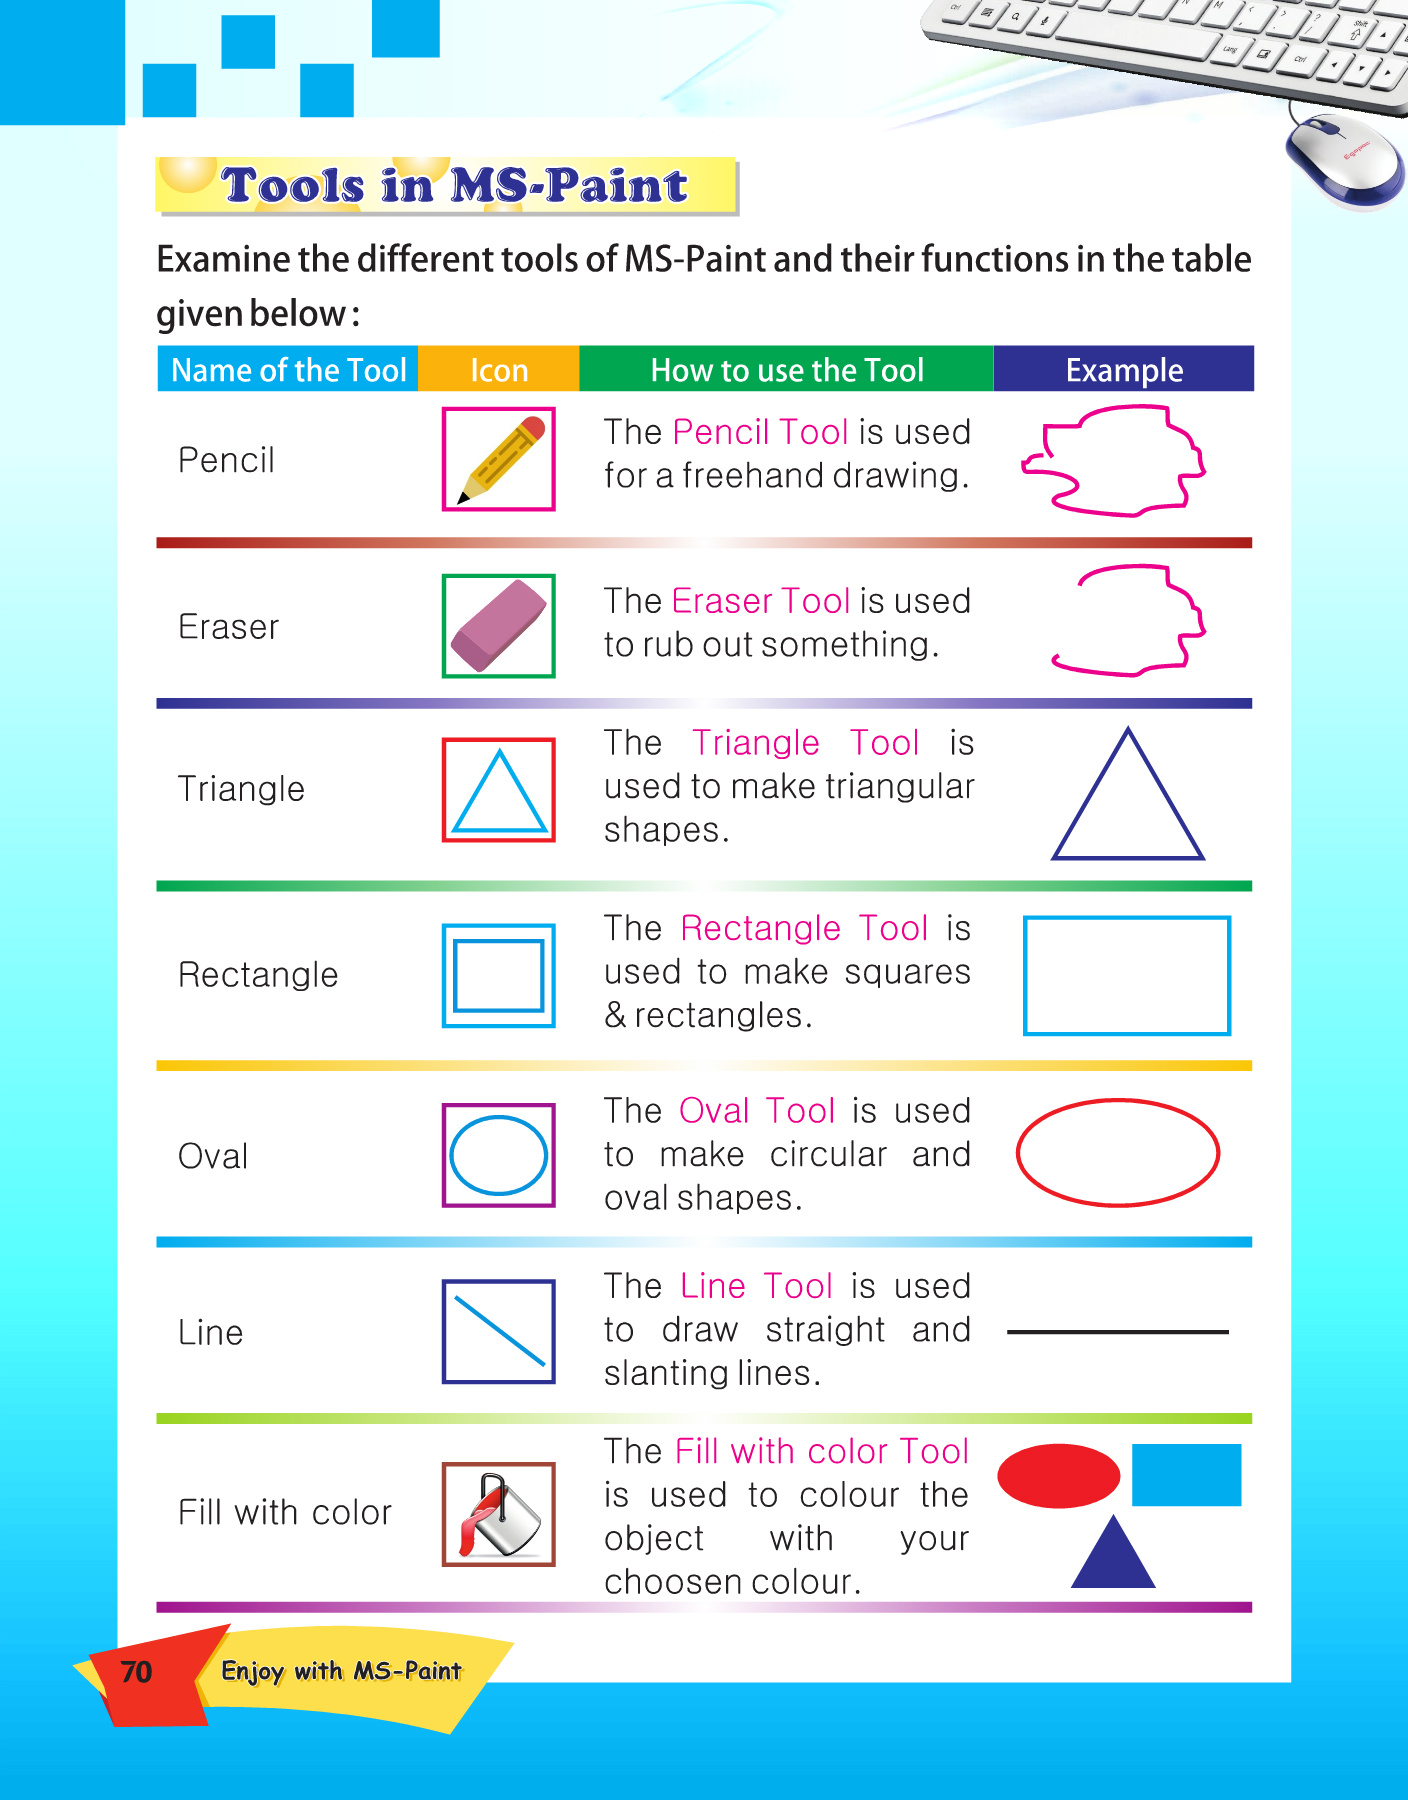 Tools in MS-Paint
Examine the different tools of MS-Paint and their functions in the table
given below :
Name of the Tool Icon How to use the Tool Example
Pencil
The Pencil Tool is used
for a freehand drawing.
Eraser
The Eraser Tool is used
to rub out something.
Triangle
The Triangle Tool is
used to make triangular
shapes.
Rectangle
The Rectangle Tool is
used to make squares
& rectangles.
Oval
The Oval Tool is used
to make circular and
oval shapes.
Line
The Line Tool is used
to draw straight and
slanting lines.
Fill with color
The Fill with color Tool
is used to colour the
object with your
choosen colour.
70 Enjoy with MS-Paint